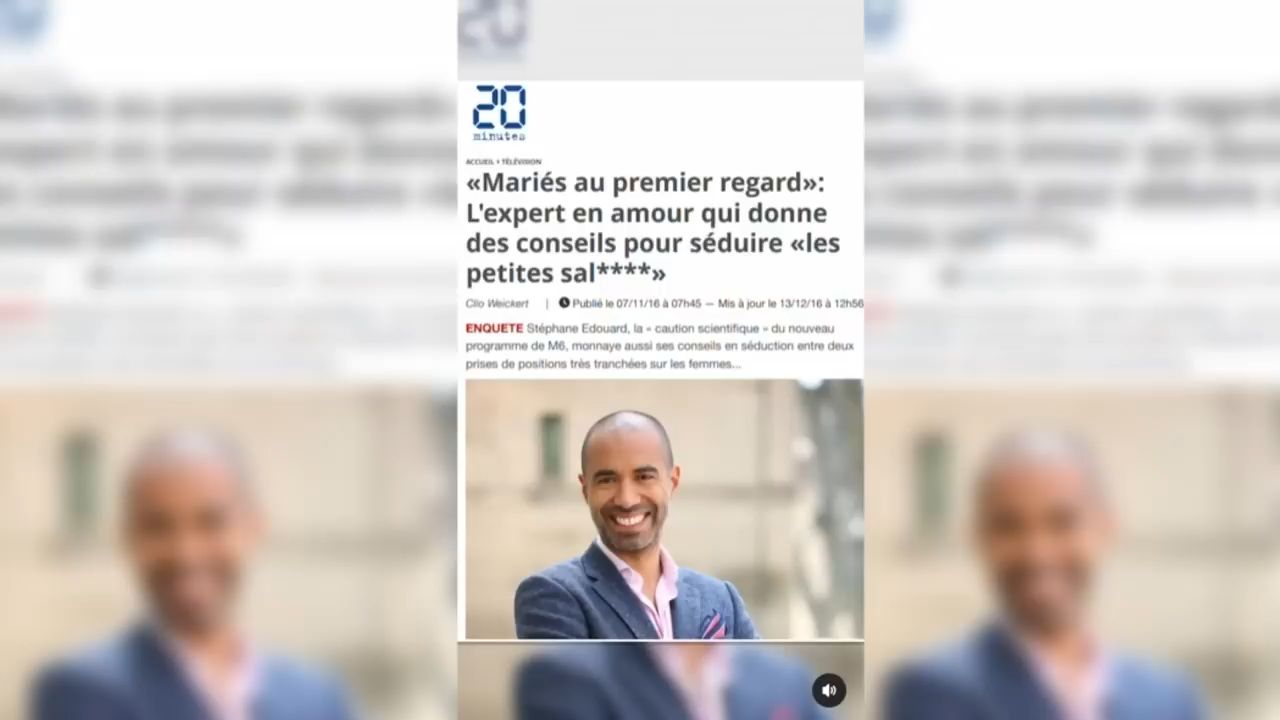 20
minutes
ACCUEIL › TÉLÉVISION
«Mariés au premier regard»:
L'expert en amour qui donne
des conseils pour séduire «les
petites sal****»
Clio Weickert | Publié le 07/11/16 à 07h45 — Mis à jour le 13/12/16 à 12h56
ENQUETE Stéphane Edouard, la « caution scientifique » du nouveau
programme de M6, monnaye aussi ses conseils en séduction entre deux
prises de positions très tranchées sur les femmes...